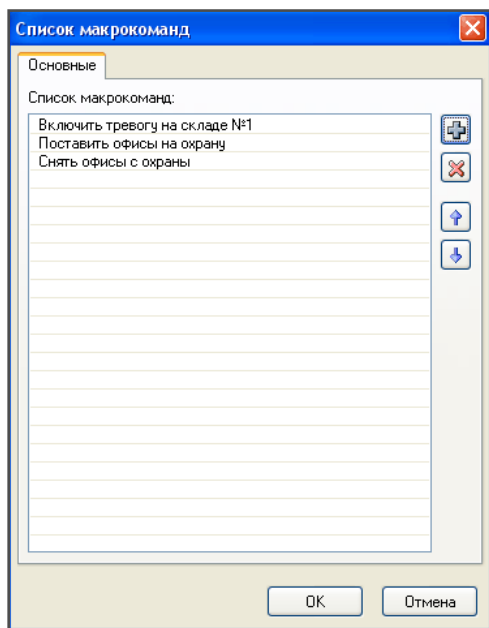 Список макрокоманд
Основные
Список макрокоманд:
Включить тревогу на складе №1
Поставить офисы на охрану
Снять офисы с охраны
OK
Отмена